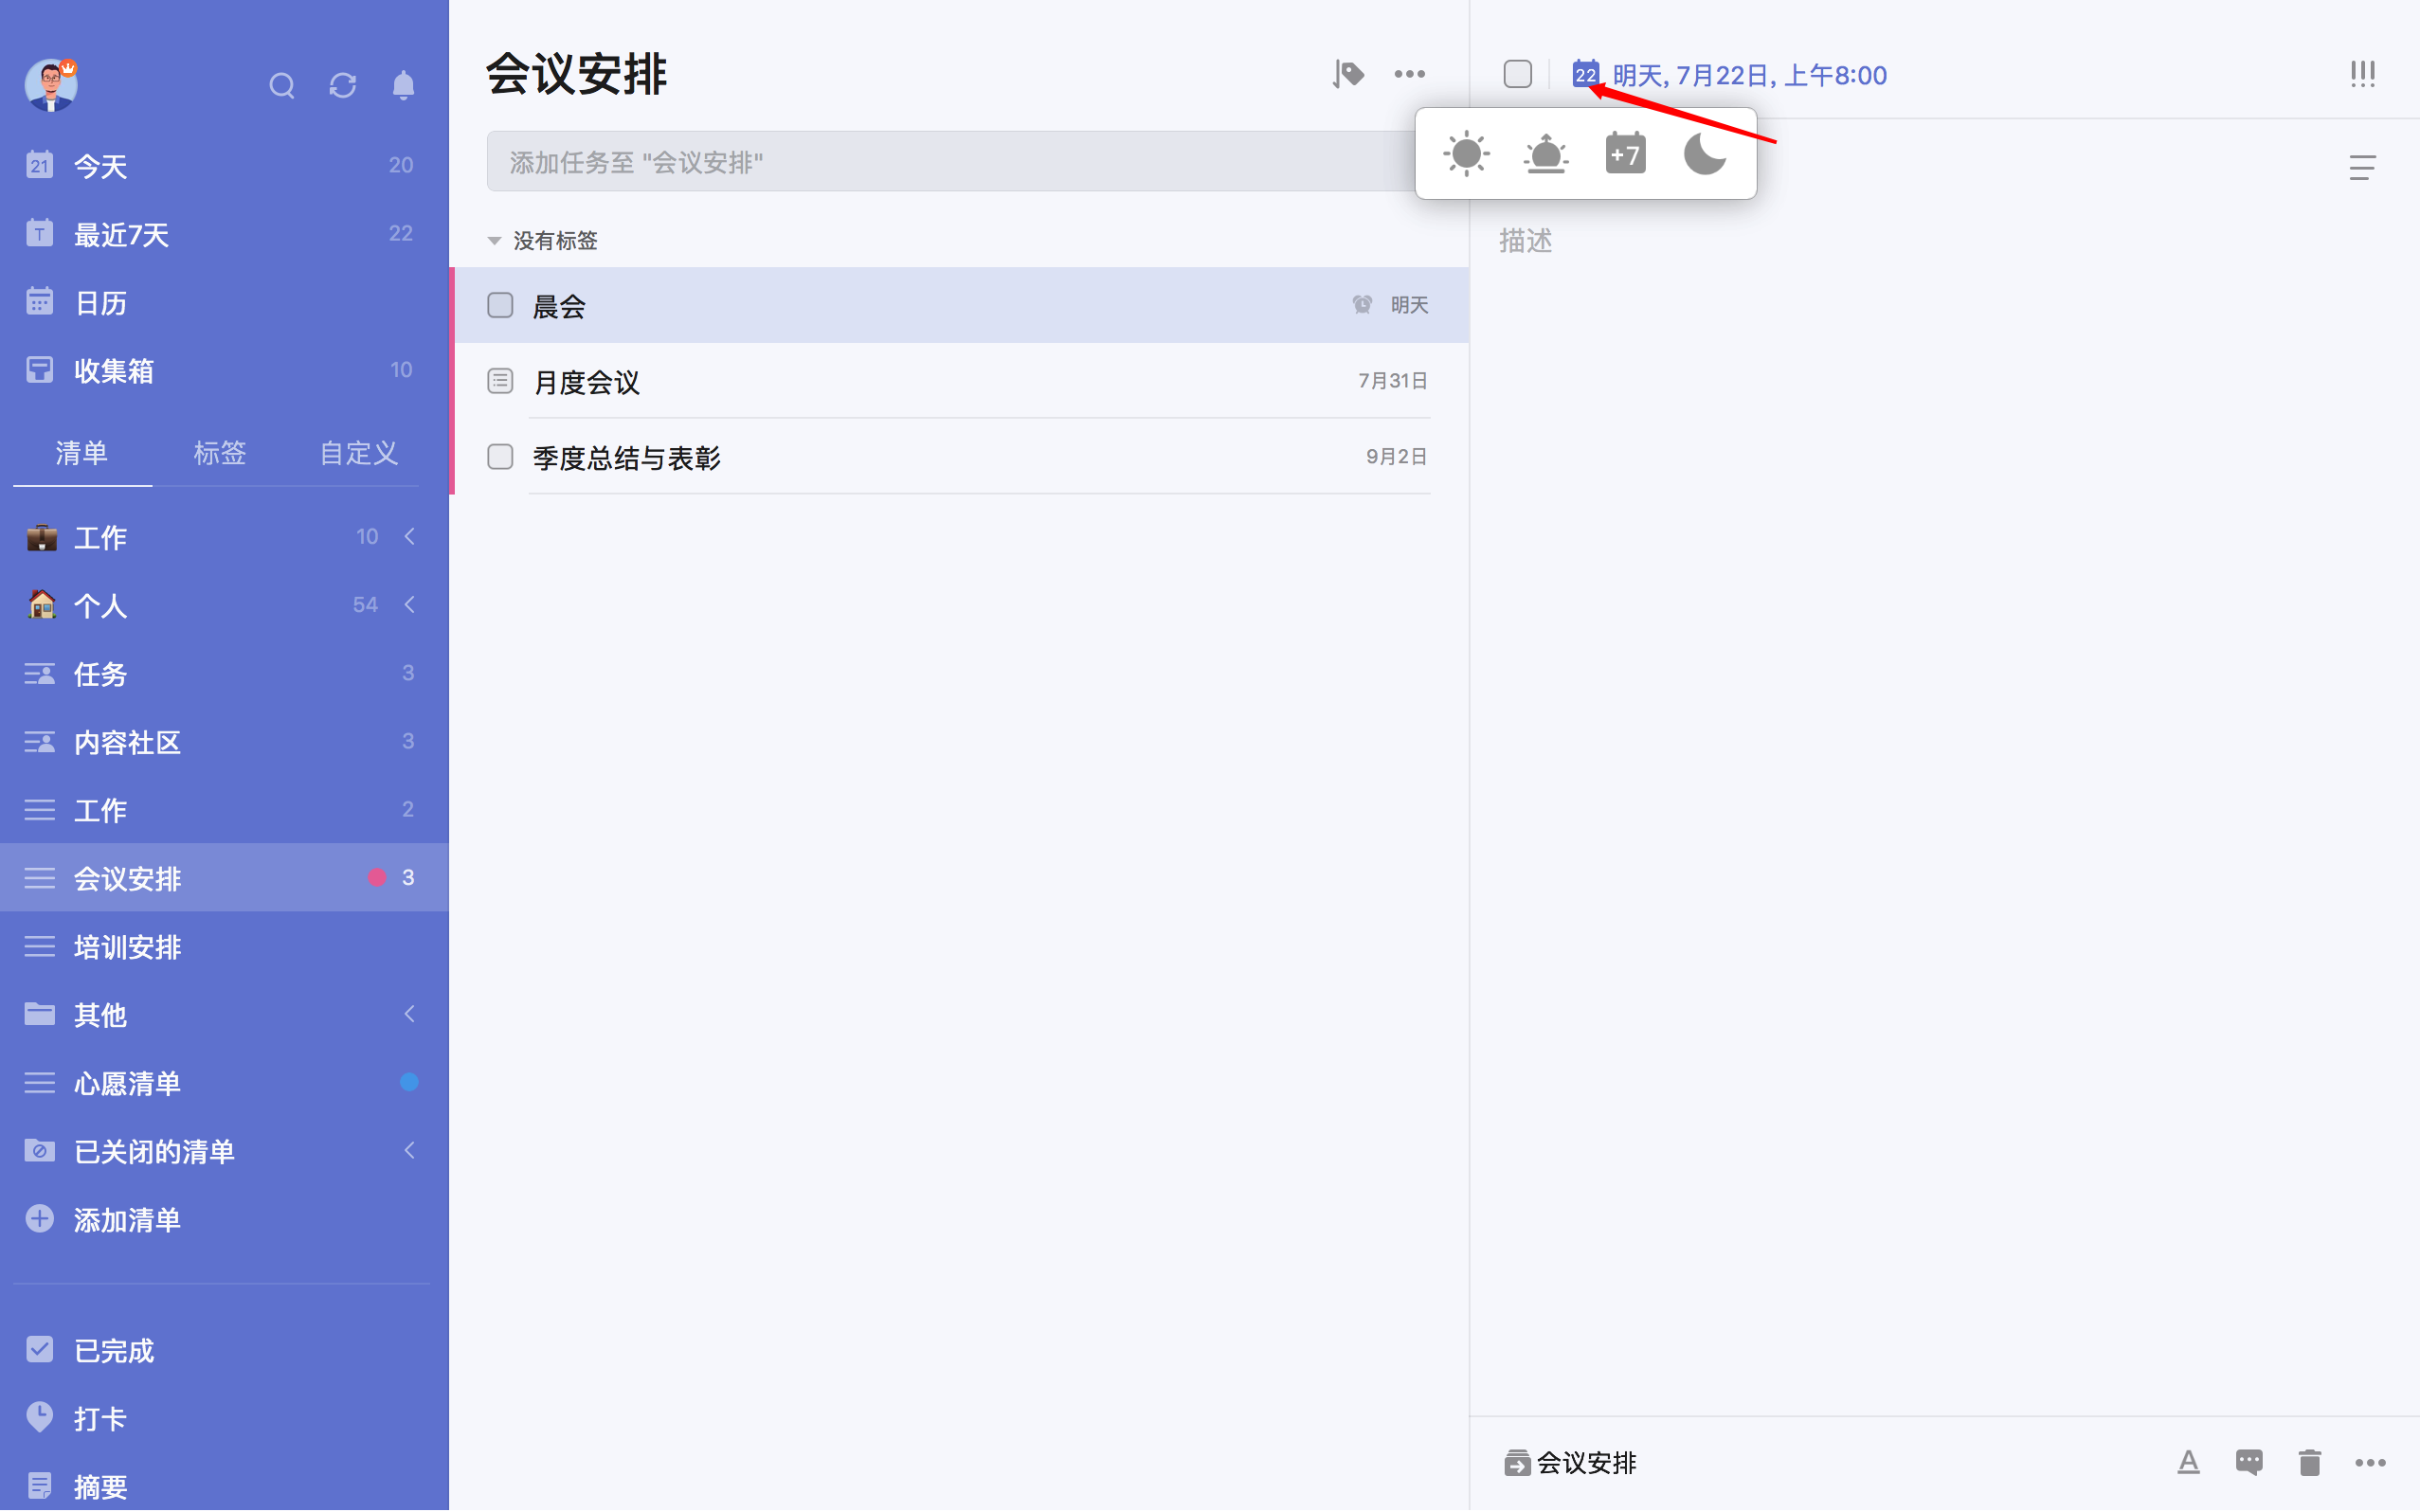 21 今天 20
T 最近7天 22
日历
收集箱 10
清单 标签 自定义
工作 10
个人 54
任务 3
内容社区 3
工作 2
会议安排 3
培训安排
其他
心愿清单
已关闭的清单
添加清单
已完成
打卡
摘要
会议安排
添加任务至 "会议安排"
没有标签
晨会 明天
月度会议 7月31日
季度总结与表彰 9月2日
22 明天, 7月22日, 上午8:00
+7
描述
会议安排
A